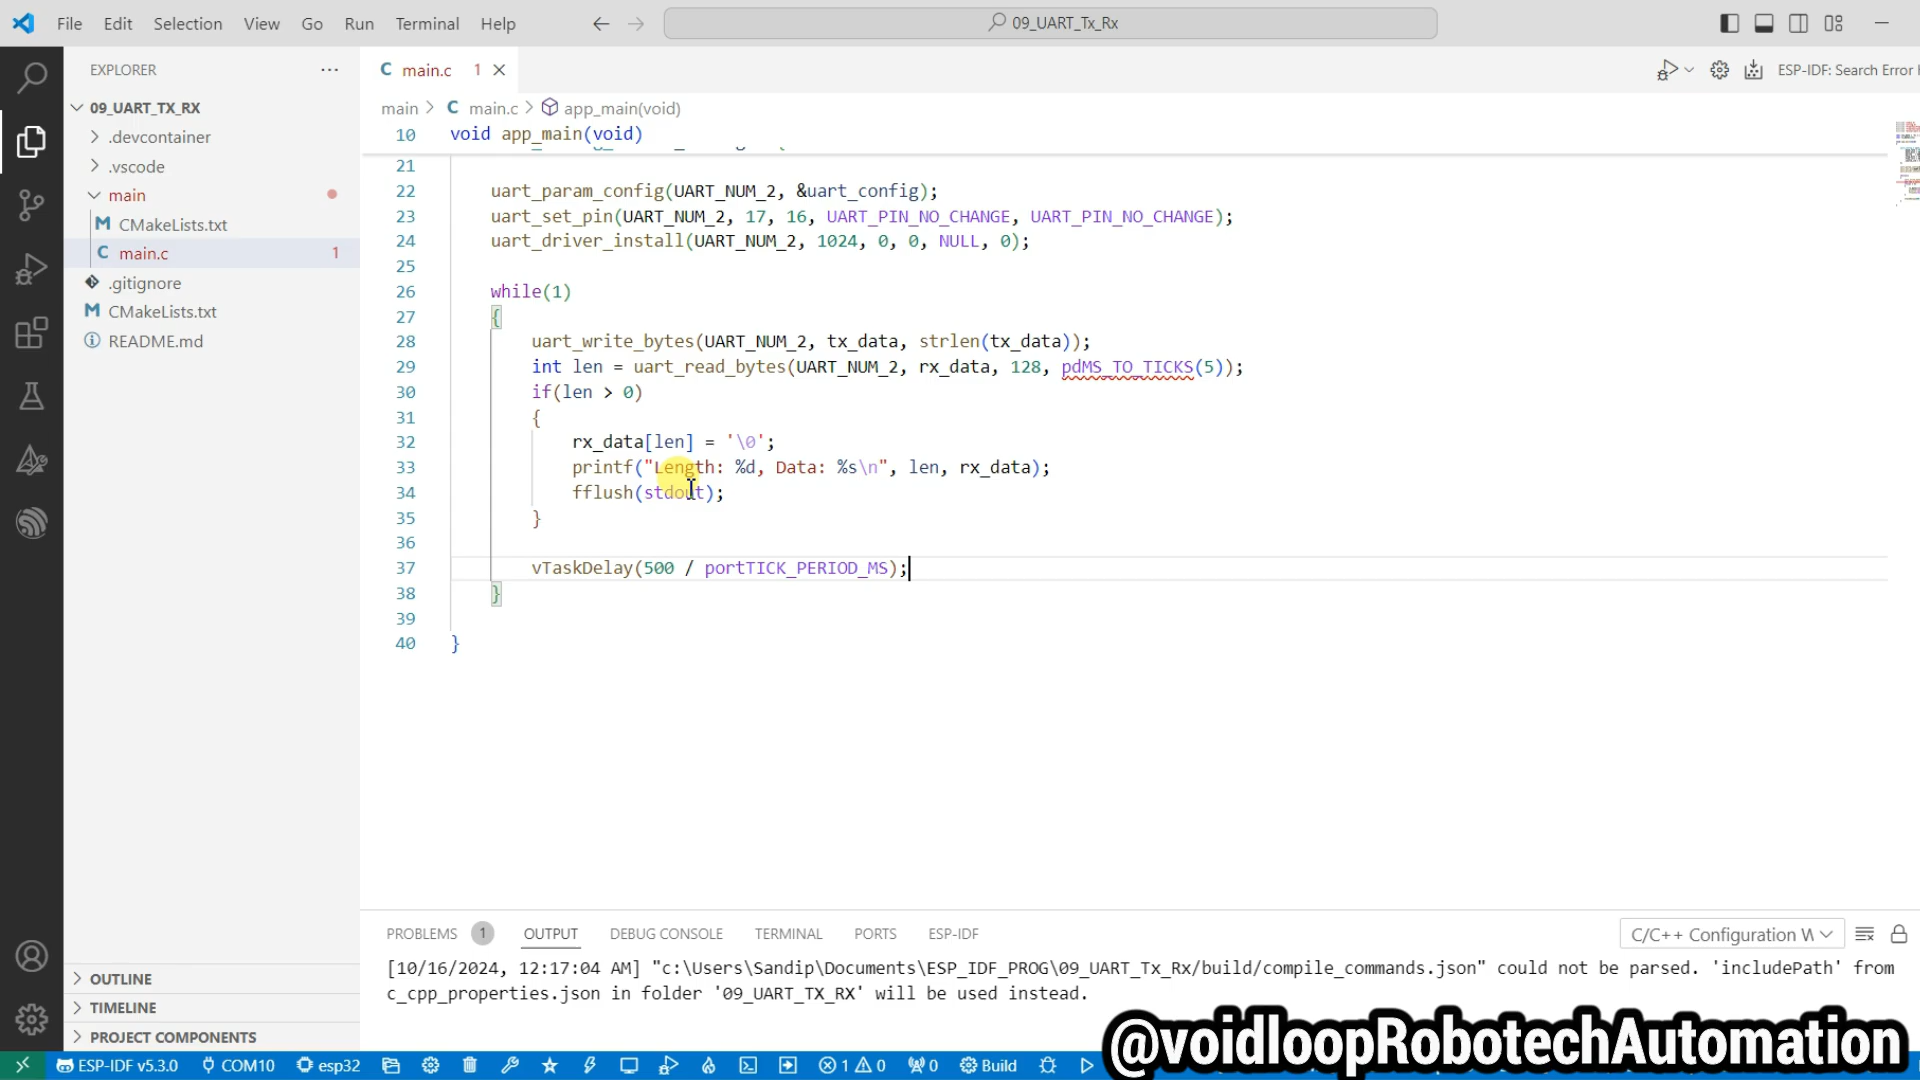 File Edit Selection View Go Run Terminal Help
09_UART_Tx_Rx
EXPLORER
09_UART_TX_RX
.devcontainer
.vscode
main
CMakeLists.txt
main.c 1
.gitignore
CMakeLists.txt
README.md
OUTLINE
TIMELINE
PROJECT COMPONENTS
C main.c 1
ESP-IDF: Search Error
main > C main.c > app_main(void)
10 void app_main(void)
21
22 uart_param_config(UART_NUM_2, &uart_config);
23 uart_set_pin(UART_NUM_2, 17, 16, UART_PIN_NO_CHANGE, UART_PIN_NO_CHANGE);
24 uart_driver_install(UART_NUM_2, 1024, 0, 0, NULL, 0);
25
26 while(1)
27 {
28 uart_write_bytes(UART_NUM_2, tx_data, strlen(tx_data));
29 int len = uart_read_bytes(UART_NUM_2, rx_data, 128, pdMS_TO_TICKS(5));
30 if(len > 0)
31 {
32 rx_data[len] = '\0';
33 printf("Length: %d, Data: %s\n", len, rx_data);
34 fflush(stdout);
35 }
36
37 vTaskDelay(500 / portTICK_PERIOD_MS);
38 }
39
40 }
PROBLEMS 1 OUTPUT DEBUG CONSOLE TERMINAL PORTS ESP-IDF
C/C++ Configuration W
[10/16/2024, 12:17:04 AM] "c:\Users\Sandip\Documents\ESP_IDF_PROG\09_UART_Tx_Rx/build/compile_commands.json" could not be parsed. 'includePath' from
c_cpp_properties.json in folder '09_UART_TX_RX' will be used instead.
@voidloopRobotechAutomation
ESP-IDF v5.3.0 COM10 esp32 1 0 0 Build